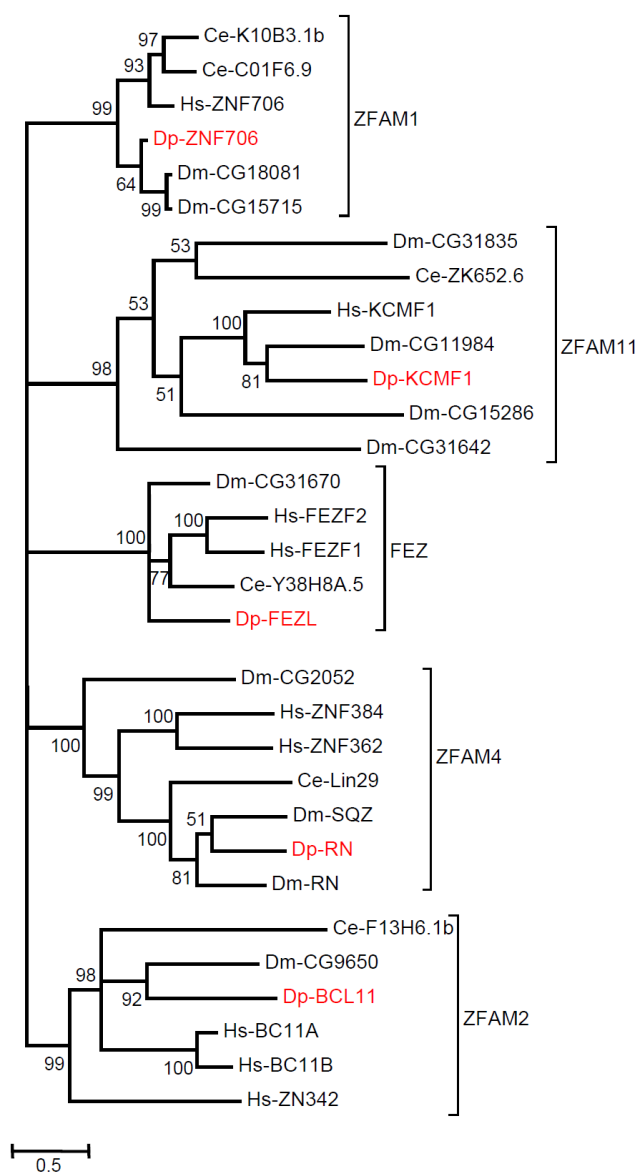 97
Ce-K10B3.1b
93
Ce-C01F6.9
99
Hs-ZNF706
ZFAM1
Dp-ZNF706
64
Dm-CG18081
99
Dm-CG15715
53
Dm-CG31835
Ce-ZK652.6
53
100
Hs-KCMF1
Dm-CG11984
ZFAM11
98
81
Dp-KCMF1
51
Dm-CG15286
Dm-CG31642
Dm-CG31670
100
Hs-FEZF2
100
Hs-FEZF1
FEZ
77
Ce-Y38H8A.5
Dp-FEZL
Dm-CG2052
100
Hs-ZNF384
100
Hs-ZNF362
ZFAM4
99
Ce-Lin29
51
Dm-SQZ
100
Dp-RN
81
Dm-RN
Ce-F13H6.1b
98
Dm-CG9650
92
Dp-BCL11
ZFAM2
Hs-BC11A
99
100
Hs-BC11B
Hs-ZN342
0.5